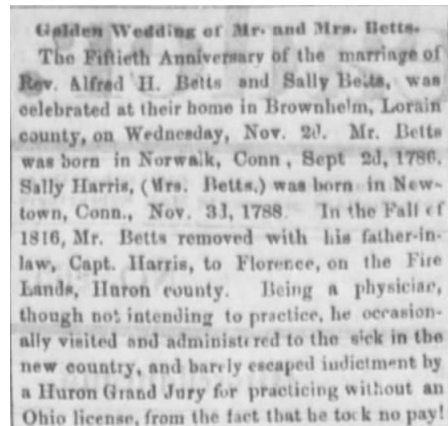 Golden Wedding of Mr. and Mrs. Betts.
The Fiftieth Anniversary of the marriage of
Rev. Alfred H. Betts and Sally Betts, was
celebrated at their home in Brownhelm, Lorain
county, on Wednesday, Nov. 2d. Mr. Betts
was born in Norwalk, Conn, Sept 2d, 1786.
Sally Harris, (Mrs. Betts,) was born in New-
town, Conn., Nov. 3d, 1788. In the Fall of
1816, Mr. Betts removed with his father-in-
law, Capt. Harris, to Florence, on the Fire
Lands, Huron county. Being a physician,
though not intending to practice, he occasion-
ally visited and administered to the sick in the
new country, and barely escaped indictment by
a Huron Grand Jury for practicing without an
Ohio license, from the fact that he took no pay!